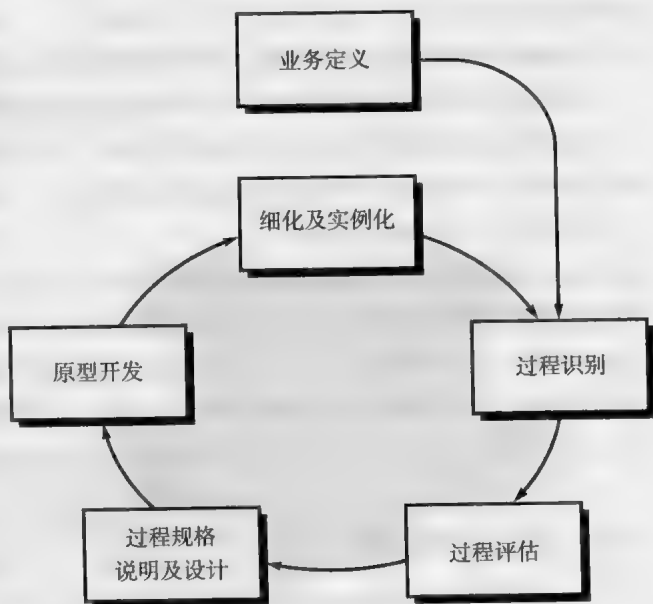 业务定义
细化及实例化
原型开发
过程识别
过程规格
说明及设计
过程评估